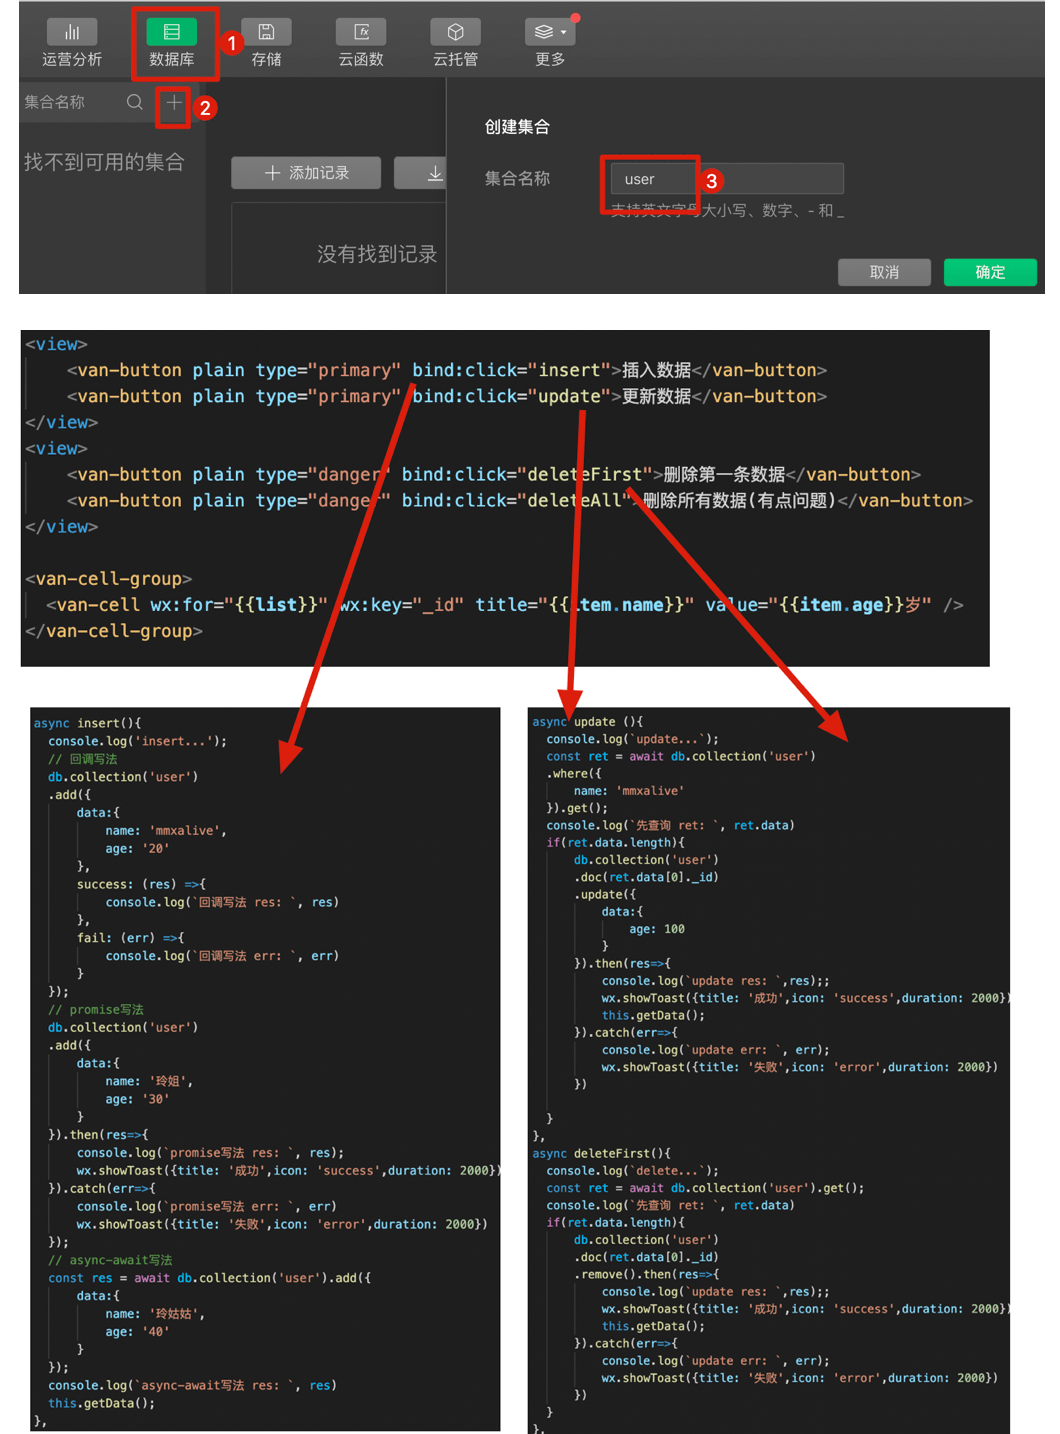 运营分析
数据库
1
存储
云函数
云托管
更多
集合名称
2
找不到可用的集合
添加记录
没有找到记录
创建集合
集合名称
user
3
支持英文字母大小写、数字、- 和 _
取消
确定
<view>
<van-button plain type="primary" bind:click="insert">插入数据</van-button>
<van-button plain type="primary" bind:click="update">更新数据</van-button>
</view>
<view>
<van-button plain type="danger" bind:click="deleteFirst">删除第一条数据</van-button>
<van-button plain type="danger" bind:click="deleteAll">删除所有数据(有点问题)</van-button>
</view>
<van-cell-group>
<van-cell wx:for="{{list}}" wx:key="_id" title="{{item.name}}" value="{{item.age}}岁" />
</van-cell-group>
async insert(){
console.log('insert...');
// 回调写法
db.collection('user')
.add({
data:{
name: 'mmxalive',
age: '20'
},
success: (res) =>{
console.log(`回调写法 res: `, res)
},
fail: (err) =>{
console.log(`回调写法 err: `, err)
}
});
// promise写法
db.collection('user')
.add({
data:{
name: '玲姐',
age: '30'
}
}).then(res=>{
console.log(`promise写法 res: `, res);
wx.showToast({title: '成功',icon: 'success',duration: 2000})
}).catch(err=>{
console.log(`promise写法 err: `, err)
wx.showToast({title: '失败',icon: 'error',duration: 2000})
});
// async-await写法
const res = await db.collection('user').add({
data:{
name: '玲姑姑',
age: '40'
}
});
console.log(`async-await写法 res: `, res)
this.getData();
},
async update (){
console.log(`update...`);
const ret = await db.collection('user')
.where({
name: 'mmxalive'
}).get();
console.log(`先查询 ret: `, ret.data)
if(ret.data.length){
db.collection('user')
.doc(ret.data[0]._id)
.update({
data:{
age: 100
}
}).then(res=>{
console.log(`update res: `,res);;
wx.showToast({title: '成功',icon: 'success',duration: 2000})
this.getData();
}).catch(err=>{
console.log(`update err: `, err);
wx.showToast({title: '失败',icon: 'error',duration: 2000})
})
}
},
async deleteFirst(){
console.log(`delete...`);
const ret = await db.collection('user').get();
console.log(`先查询 ret: `, ret.data)
if(ret.data.length){
db.collection('user')
.doc(ret.data[0]._id)
.remove().then(res=>{
console.log(`update res: `,res);;
wx.showToast({title: '成功',icon: 'success',duration: 2000})
this.getData();
}).catch(err=>{
console.log(`update err: `, err);
wx.showToast({title: '失败',icon: 'error',duration: 2000})
})
}
},